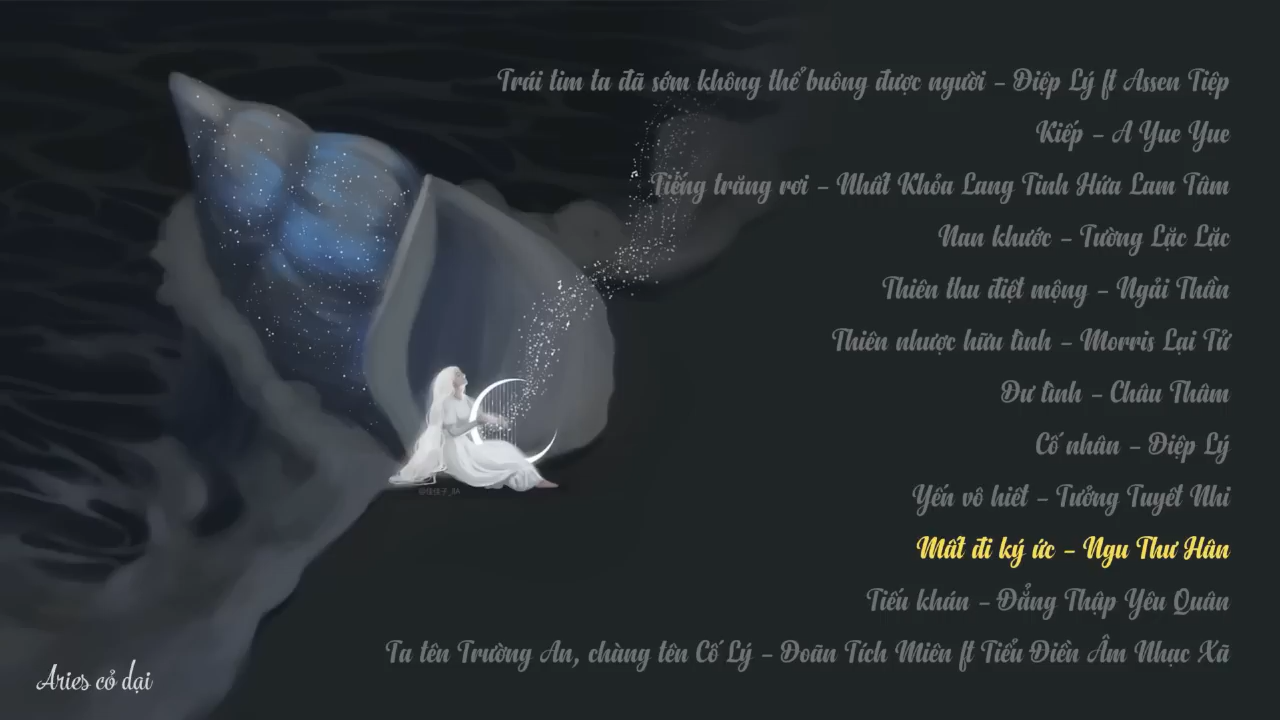 Trái tim ta đã sớm không thể buông được người – Điệp Lý ft Assen Tiệp
Kiếp – A Yue Yue
Tiếng trăng rơi – Nhất Khỏa Lang Tinh Hứa Lam Tâm
Nan khước – Tường Lặc Lặc
Thiên thu điệt mộng – Ngải Thần
Thiên nhược hữu tình – Morris Lại Tử
Dư tình – Châu Thâm
Cố nhân – Điệp Lý
Yến vô hiết – Tưởng Tuyết Nhi
Mất đi ký ức – Ngu Thư Hân
Tiếu khán – Đẳng Thập Yêu Quân
Ta tên Trường An, chàng tên Cố Lý – Doãn Tích Miên ft Tiểu Điền Âm Nhạc Xã
Aries cỏ dại